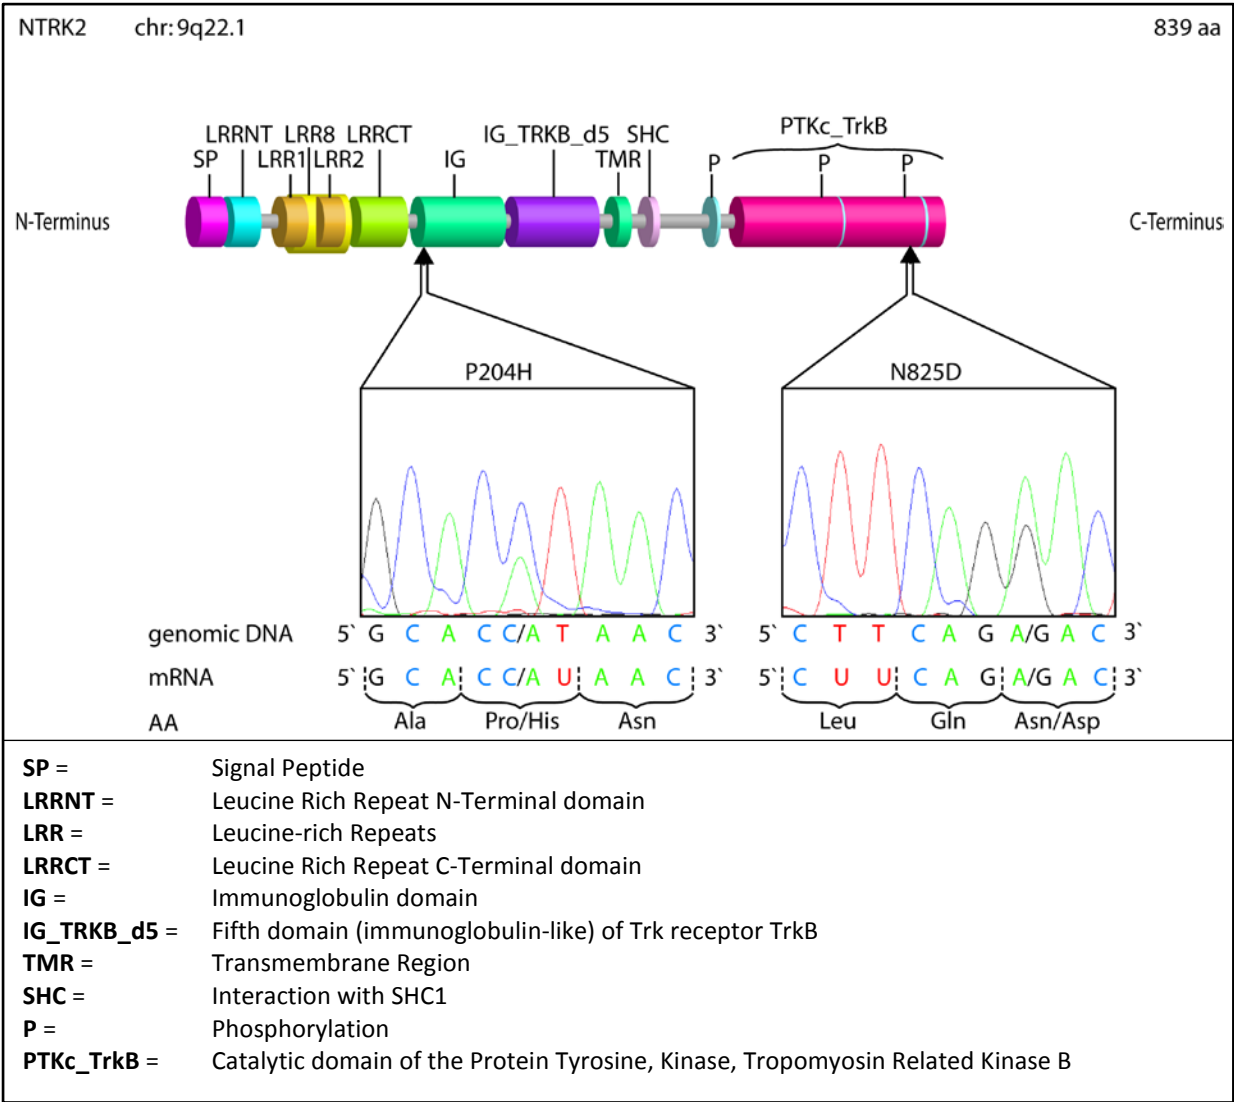 NTRK2 chr: 9q22.1 839 aa
LRRNT LRR8 LRRCT IG_TRKB_d5 SHC PTKc_TrkB
SP LRR1 LRR2 IG TMR P P P
N-Terminus C-Terminus
P204H N825D
genomic DNA 5` G C A C C/A T A A C 3` 5` C T T C A G A/G A C 3`
mRNA 5` G C A C C/A U A A C 3` 5` C U U C A G A/G A C 3`
AA Ala Pro/His Asn Leu Gln Asn/Asp
SP = Signal Peptide
LRRNT = Leucine Rich Repeat N-Terminal domain
LRR = Leucine-rich Repeats
LRRCT = Leucine Rich Repeat C-Terminal domain
IG = Immunoglobulin domain
IG_TRKB_d5 = Fifth domain (immunoglobulin-like) of Trk receptor TrkB
TMR = Transmembrane Region
SHC = Interaction with SHC1
P = Phosphorylation
PTKc_TrkB = Catalytic domain of the Protein Tyrosine, Kinase, Tropomyosin Related Kinase B